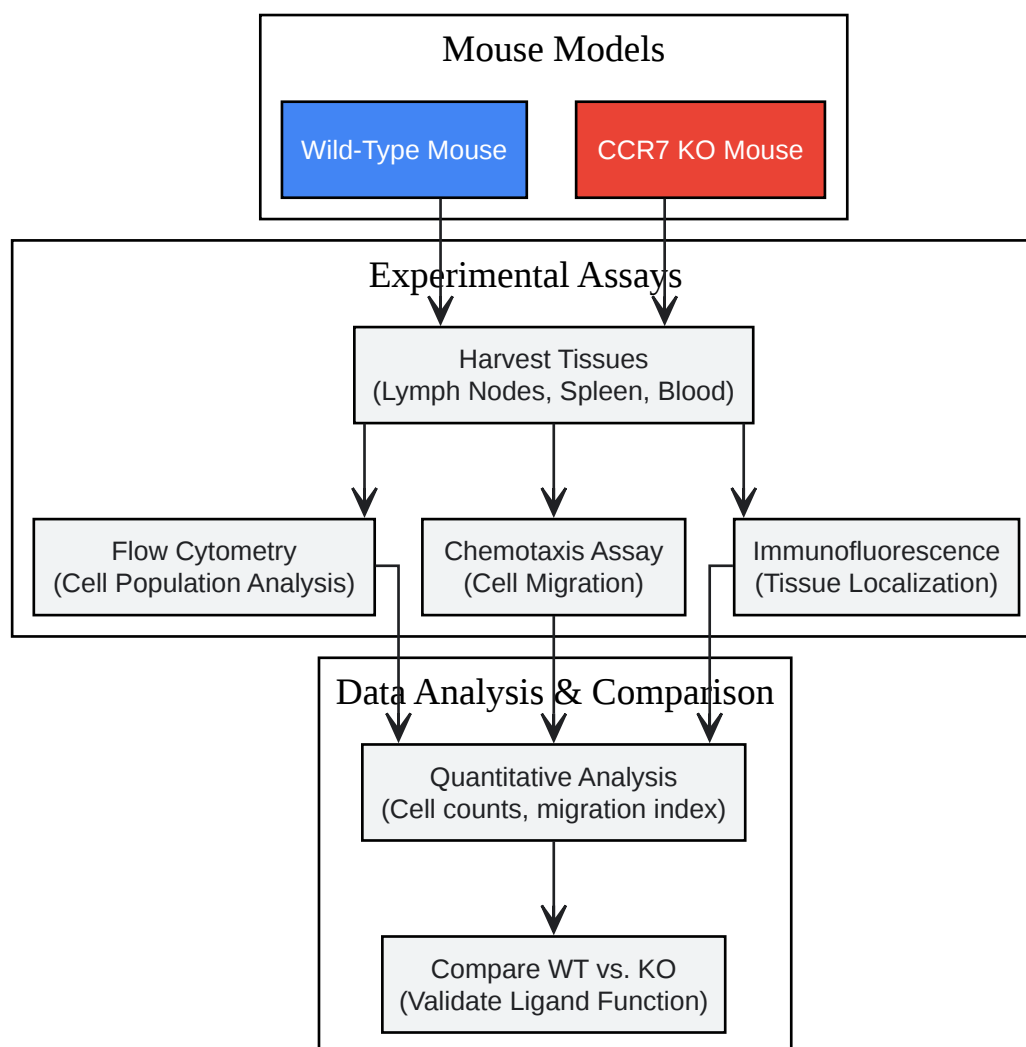 Mouse Models
Wild-Type Mouse
CCR7 KO Mouse
Experimental Assays
Harvest Tissues
(Lymph Nodes, Spleen, Blood)
Flow Cytometry
(Cell Population Analysis)
Chemotaxis Assay
(Cell Migration)
Immunofluorescence
(Tissue Localization)
Data Analysis & Comparison
Quantitative Analysis
(Cell counts, migration index)
Compare WT vs. KO
(Validate Ligand Function)